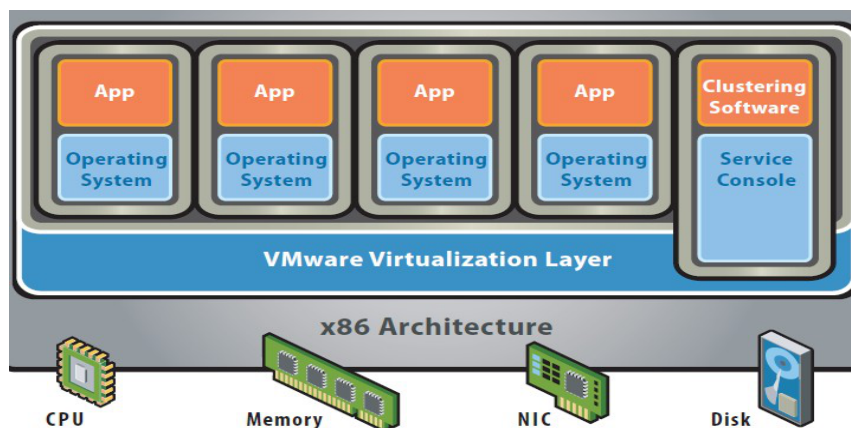 App
App
App
App
Clustering
Software
Operating
System
Operating
System
Operating
System
Operating
System
Service
Console
VMware Virtualization Layer
x86 Architecture
CPU
Memory
NIC
Disk